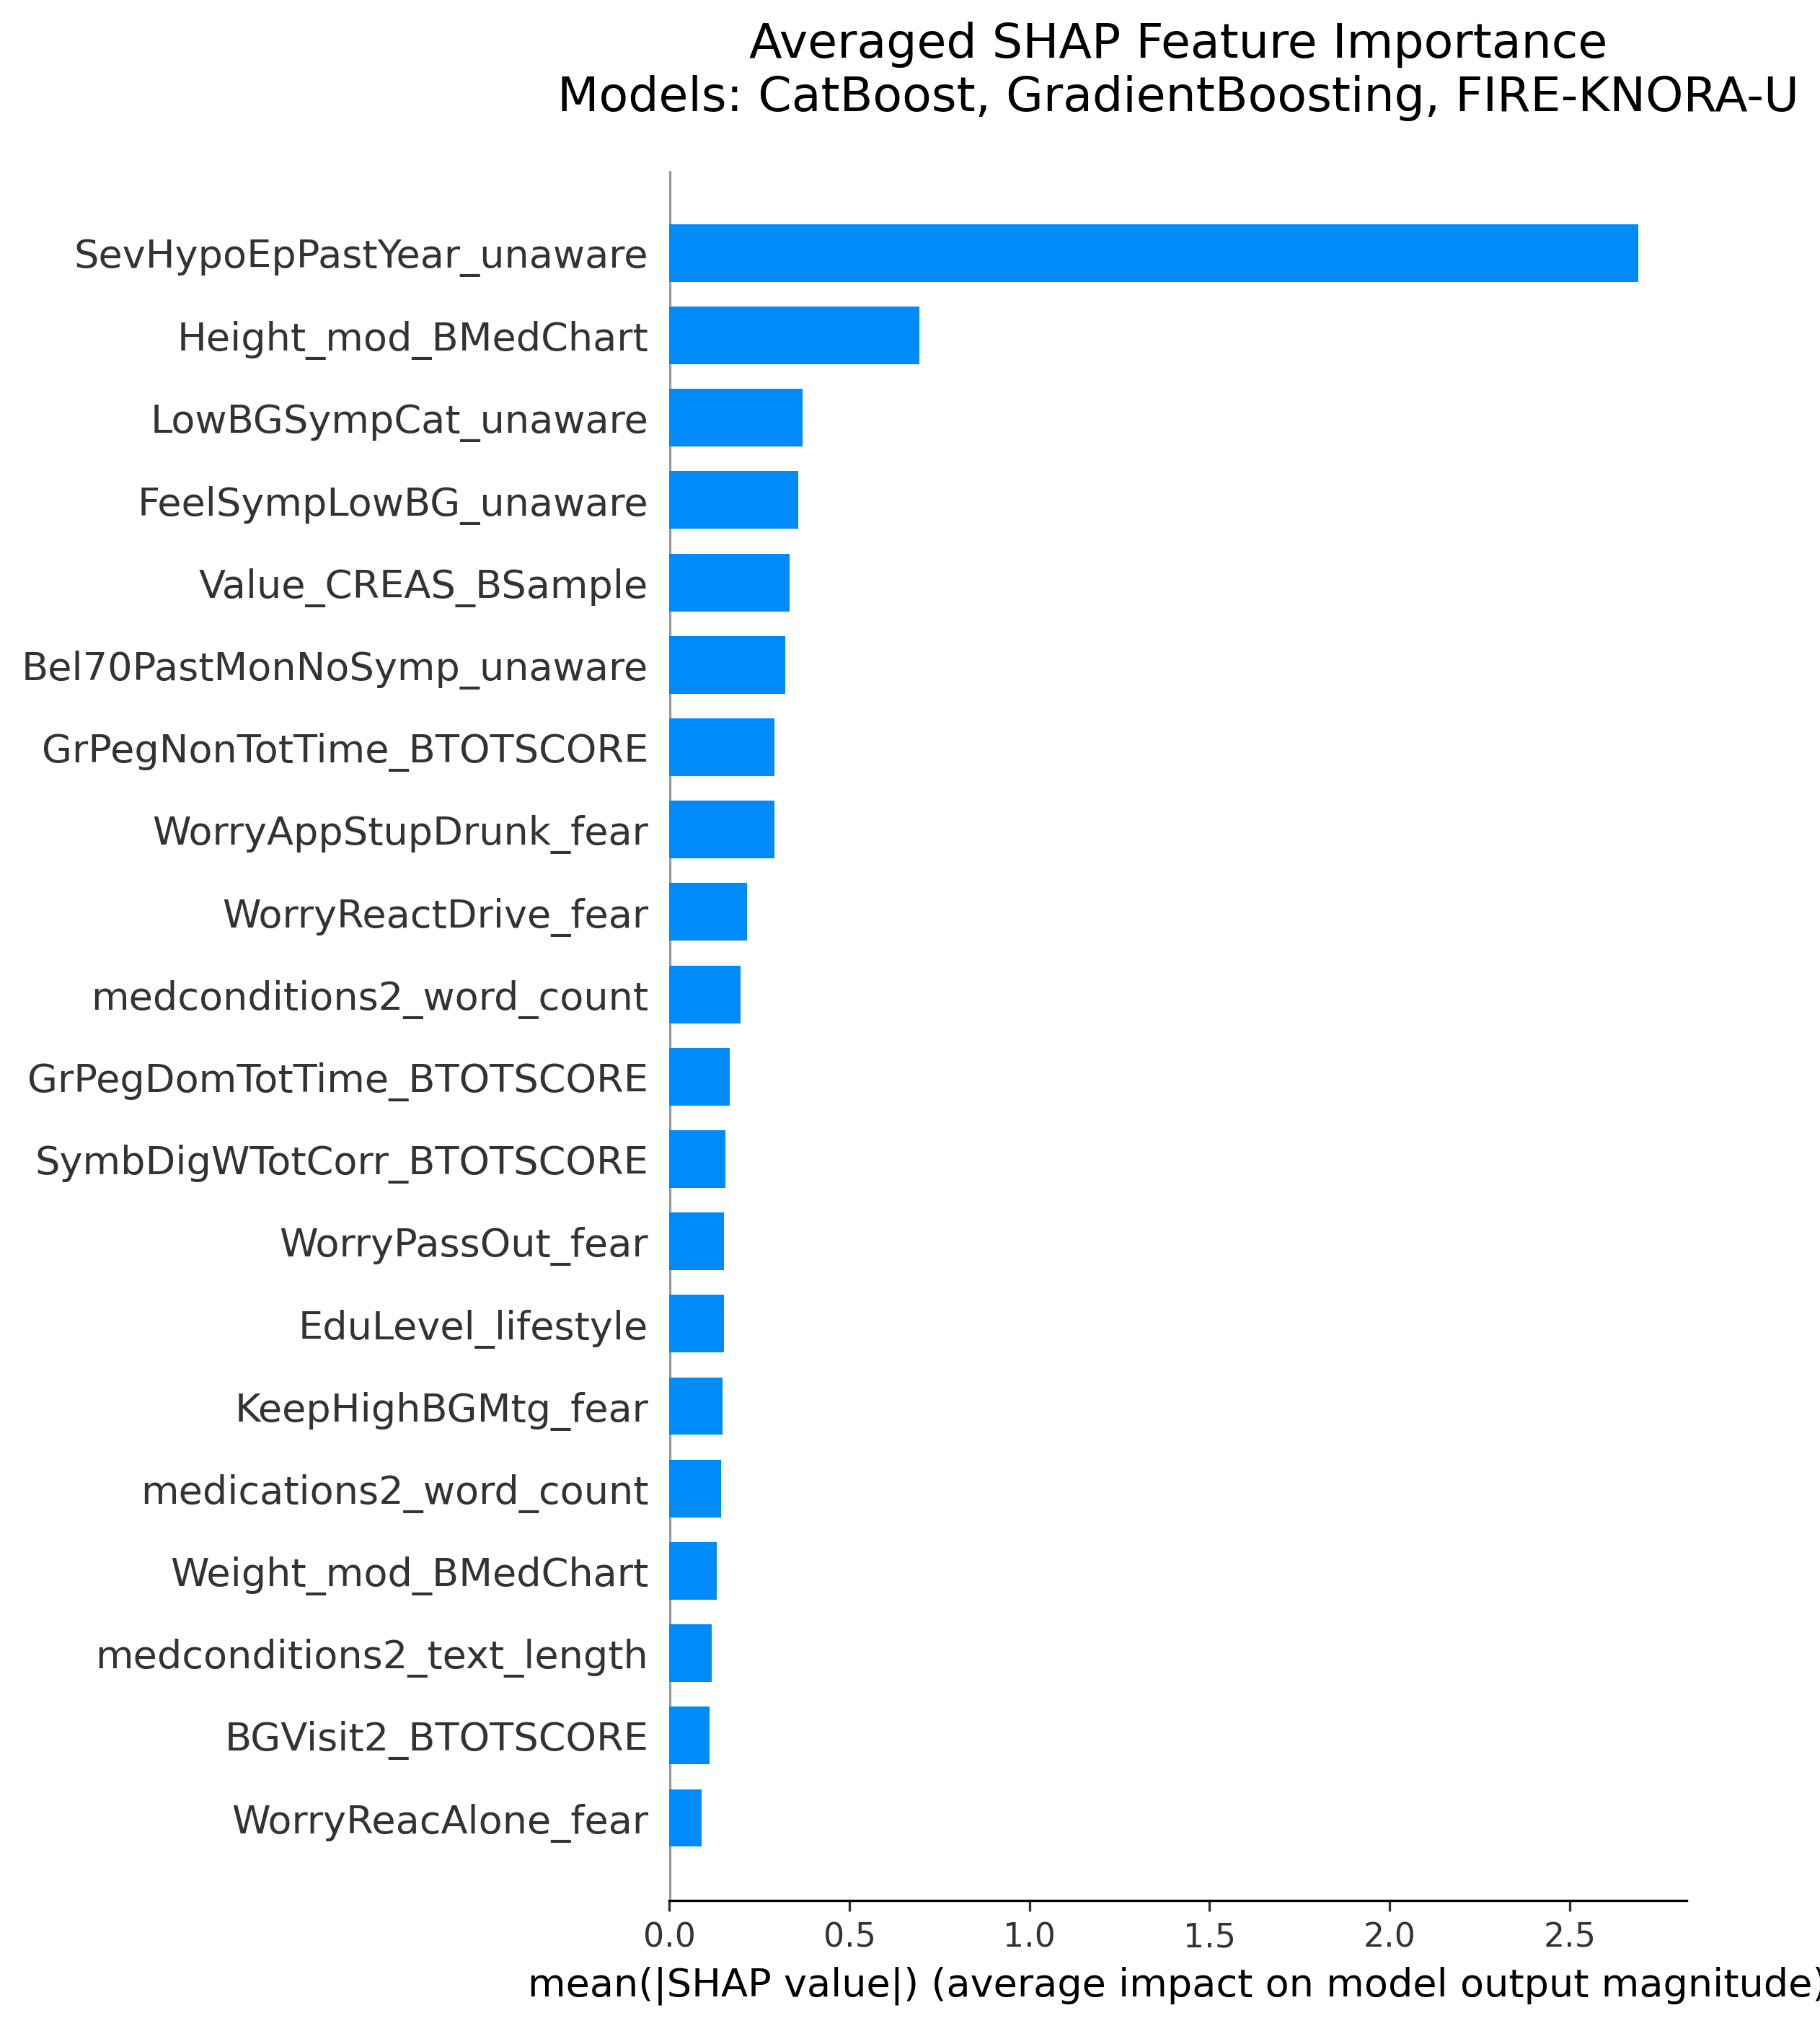 Averaged SHAP Feature Importance
Models: CatBoost, GradientBoosting, FIRE-KNORA-U
SevHypoEpPastYear_unaware
Height_mod_BMedChart
LowBGSympCat_unaware
FeelSympLowBG_unaware
Value_CREAS_BSample
Bel70PastMonNoSymp_unaware
GrPegNonTotTime_BTOTSCORE
WorryAppStupDrunk_fear
WorryReactDrive_fear
medconditions2_word_count
GrPegDomTotTime_BTOTSCORE
SymbDigWTotCorr_BTOTSCORE
WorryPassOut_fear
EduLevel_lifestyle
KeepHighBGMtg_fear
medications2_word_count
Weight_mod_BMedChart
medconditions2_text_length
BGVisit2_BTOTSCORE
WorryReacAlone_fear
0.0 0.5 1.0 1.5 2.0 2.5
mean(|SHAP value|) (average impact on model output magnitude)